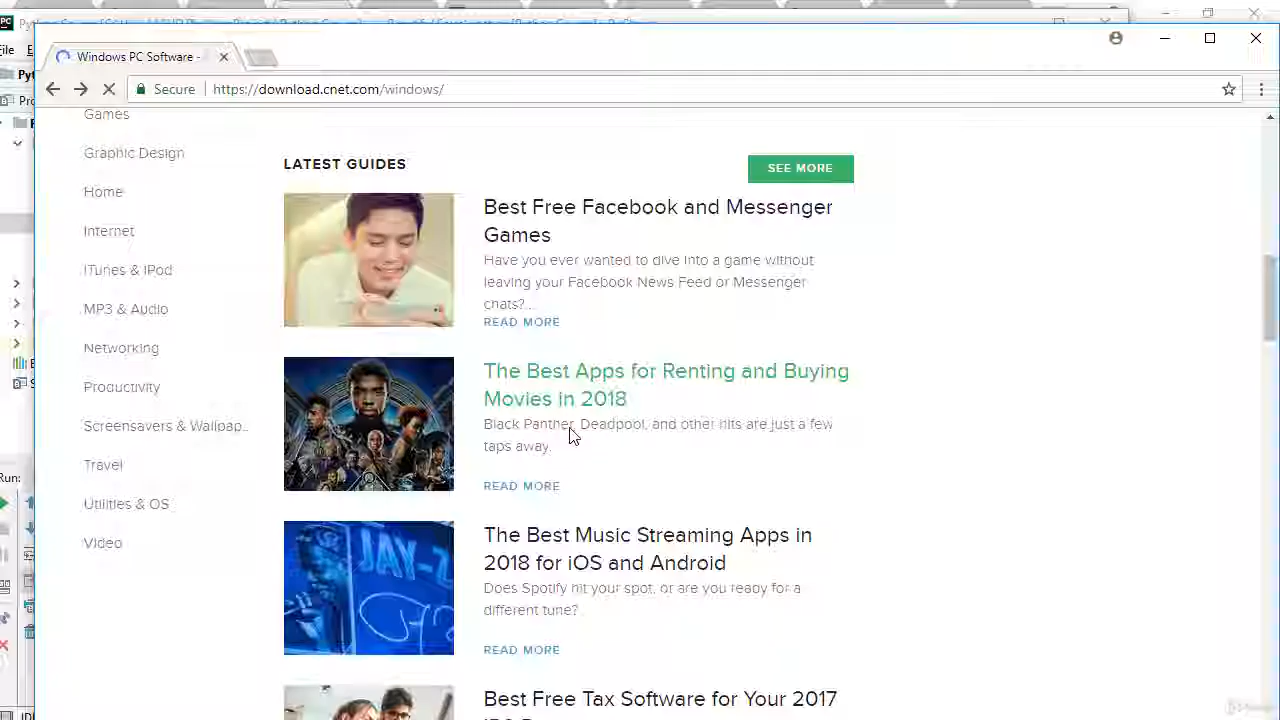 Windows PC Software -
Secure
https://download.cnet.com/windows/
Games
Graphic Design
Home
Internet
iTunes & iPod
MP3 & Audio
Networking
Productivity
Screensavers & Wallpap...
Travel
Utilities & OS
Video
LATEST GUIDES
SEE MORE
Best Free Facebook and Messenger
Games
Have you ever wanted to dive into a game without
leaving your Facebook News Feed or Messenger
chats?...
READ MORE
The Best Apps for Renting and Buying
Movies in 2018
Black Panther, Deadpool, and other hits are just a few
taps away.
READ MORE
JAY-Z
The Best Music Streaming Apps in
2018 for iOS and Android
Does Spotify hit your spot, or are you ready for a
different tune?
READ MORE
Best Free Tax Software for Your 2017
Run: